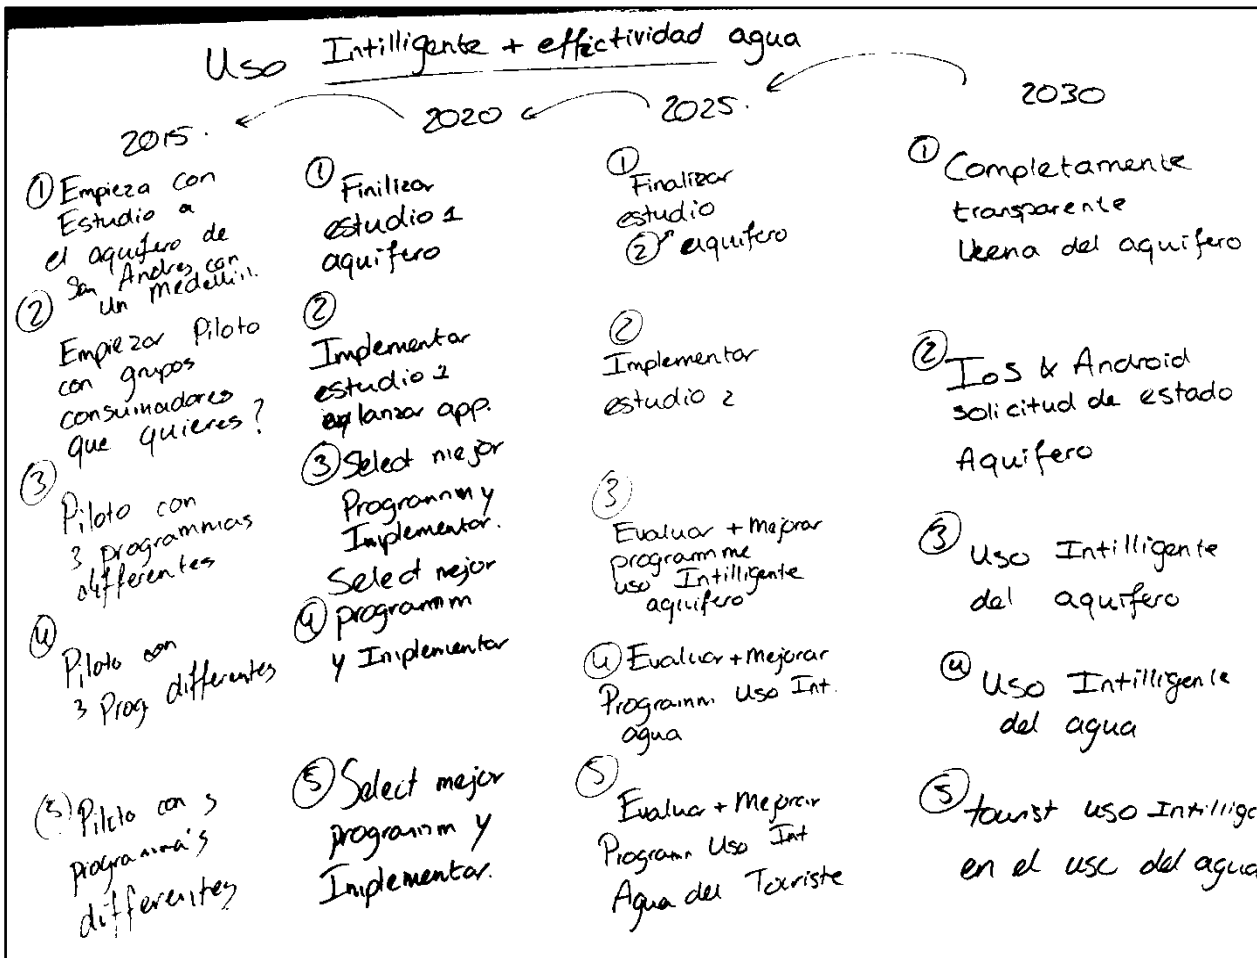 Uso Intilligente + effictividad agua
2015.
2020
2025.
2030
① Empieza con
Estudio a
el aquifero de
San Andres con
un Medellin.
②
Empiezar Piloto
con grupos
consuinadores
que quieres?
③
Piloto con
3 programmas
differentes
④
Piloto con
3 Prog differentes
(5) Piloto con 3
programma's
differentes
①
Finilizar
estudio 1
aquifero
②
Implementar
estudio 1
lanzar app.
③ Select mejor
Programm y
Implementar.
Select mejor
④ programm
y Implementar
⑤ Select mejor
programm y
Implementar.
①
Finalizar
estudio
② aquifero
②
Implementar
estudio 2
③
Evaluar + Mejorar
programme
uso Intilligente
aquifero
④ Evaluar + Mejorar
Programm. Uso Int.
agua
⑤
Evaluar + Mejorar
Programm Uso Int
Agua del Touriste
① Completamente
transparente
del aquifero
② IoS & Android
solicitud de estado
Aquifero
③ Uso Intilligente
del aquifero
④ Uso Intilligente
del agua
⑤ tourist uso Intillige
en el uso del agua